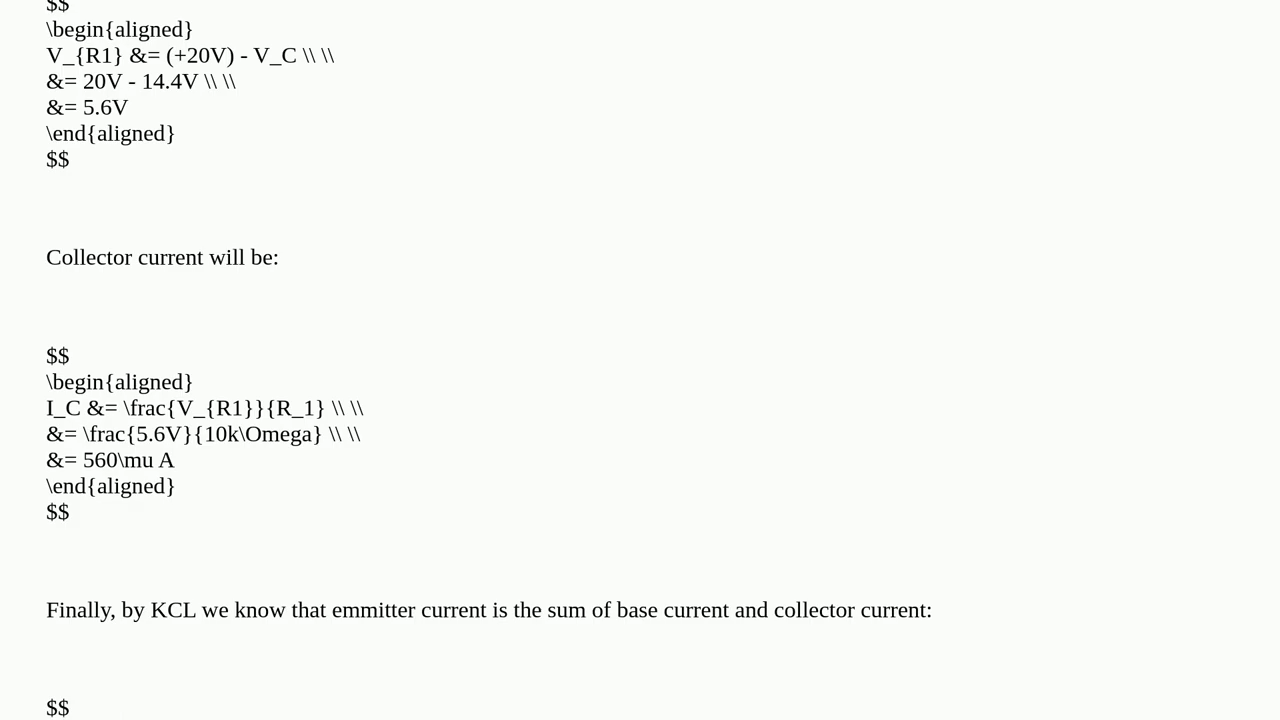 $$
\begin{aligned}
V_{R1} &= (+20V) - V_C \\ \\
&= 20V - 14.4V \\ \\
&= 5.6V
\end{aligned}
$$
Collector current will be:
$$
\begin{aligned}
I_C &= \frac{V_{R1}}{R_1} \\ \\
&= \frac{5.6V}{10k\Omega} \\ \\
&= 560\mu A
\end{aligned}
$$
Finally, by KCL we know that emmitter current is the sum of base current and collector current:
$$